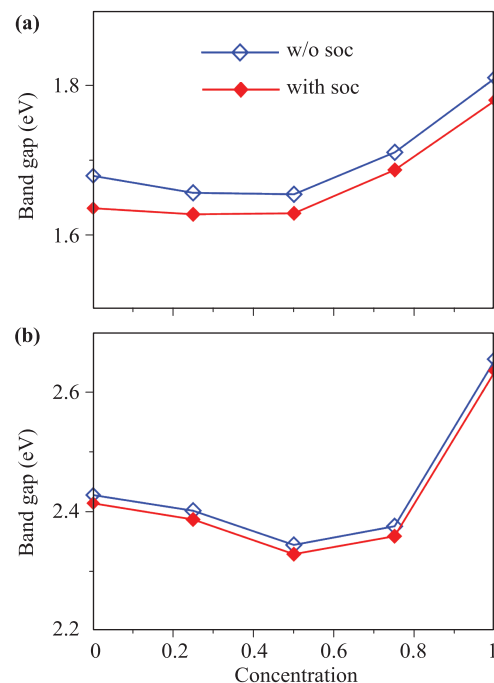 (a)
w/o soc
with soc
1.8
1.6
Band gap (eV)
(b)
2.6
2.4
2.2
Band gap (eV)
0 0.2 0.4 0.6 0.8 1
Concentration